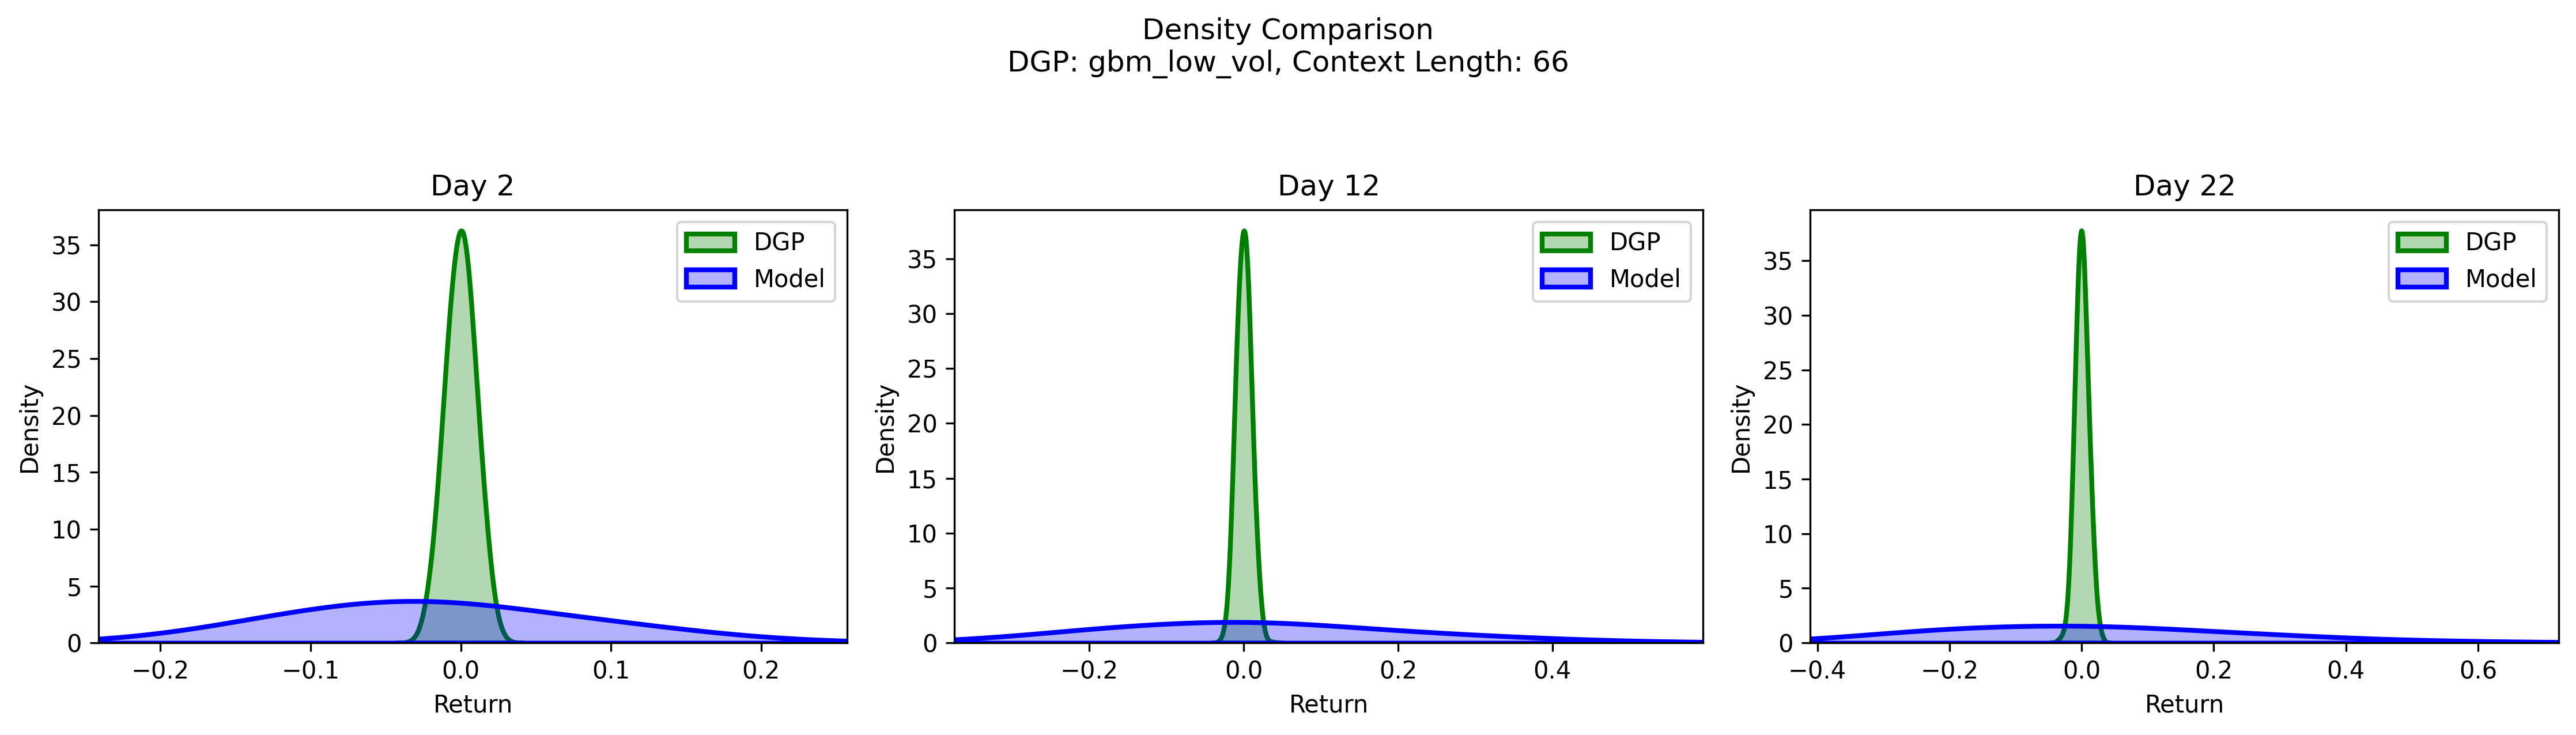 Density Comparison
DGP: gbm_low_vol, Context Length: 66
Day 2
35
30
25
20
15
10
5
0
Density
−0.2
−0.1
0.0
0.1
0.2
Return
DGP
Model
Day 12
35
30
25
20
15
10
5
0
Density
−0.2
0.0
0.2
0.4
Return
DGP
Model
Day 22
35
30
25
20
15
10
5
0
Density
−0.4
−0.2
0.0
0.2
0.4
0.6
Return
DGP
Model